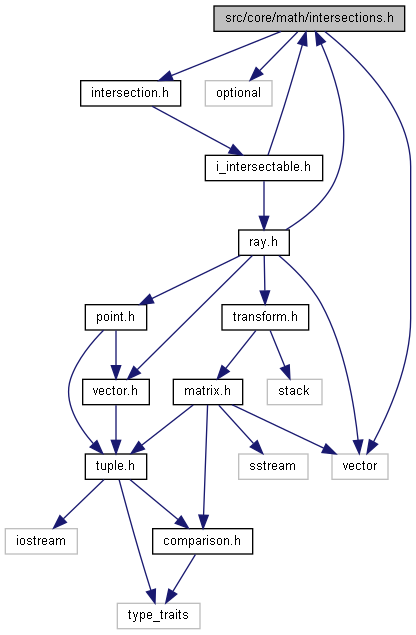 src/core/math/intersections.h
intersection.h
optional
i_intersectable.h
ray.h
point.h
transform.h
vector.h
matrix.h
stack
tuple.h
sstream
vector
iostream
comparison.h
type_traits